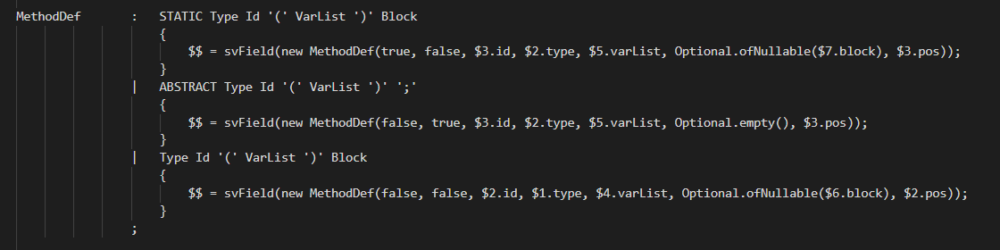 MethodDef       :   STATIC Type Id '(' VarList ')' Block
                    {
                        $$ = svField(new MethodDef(true, false, $3.id, $2.type, $5.varList, Optional.ofNullable($7.block), $3.pos));
                    }
                |   ABSTRACT Type Id '(' VarList ')' ';'
                    {
                        $$ = svField(new MethodDef(false, true, $3.id, $2.type, $5.varList, Optional.empty(), $3.pos));
                    }
                |   Type Id '(' VarList ')' Block
                    {
                        $$ = svField(new MethodDef(false, false, $2.id, $1.type, $4.varList, Optional.ofNullable($6.block), $2.pos));
                    }
                ;